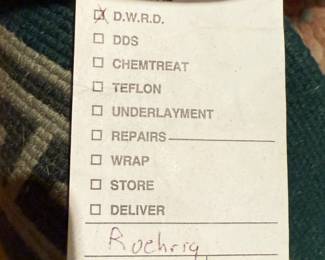 ☒ D.W.R.D.
☐ DDS
☐ CHEMTREAT
☐ TEFLON
☐ UNDERLAYMENT
☐ REPAIRS
☐ WRAP
☐ STORE
☐ DELIVER
Roehrig